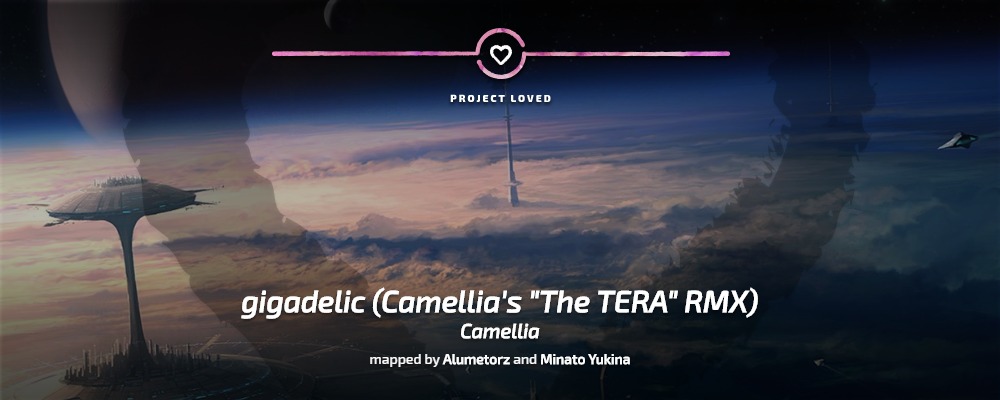 PROJECT LOVED
gigadelic (Camellia's "The TERA" RMX)
Camellia
mapped by Alumetorz and Minato Yukina